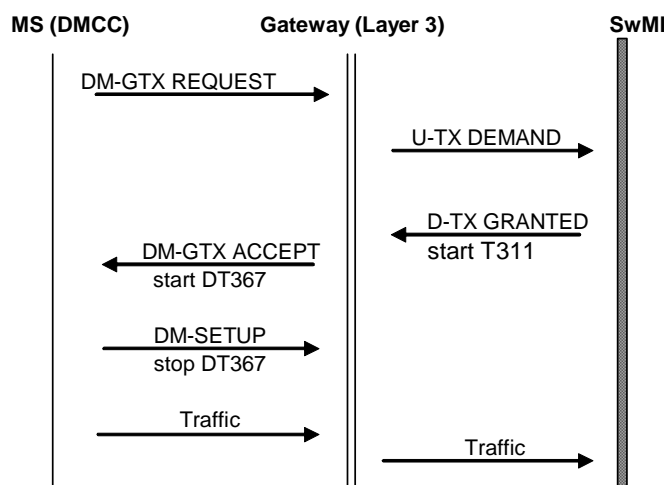 MS (DMCC) Gateway (Layer 3) SwMI
DM-GTX REQUEST
U-TX DEMAND
D-TX GRANTED
start T311
DM-GTX ACCEPT
start DT367
DM-SETUP
stop DT367
Traffic
Traffic